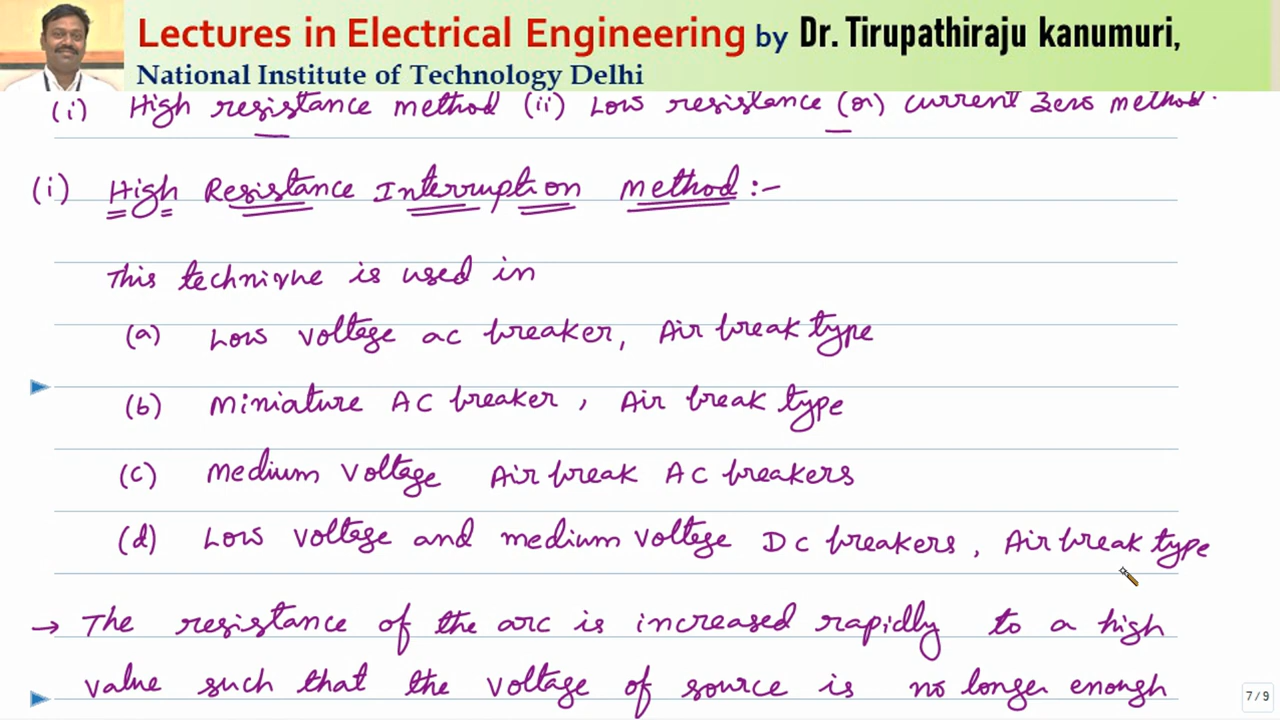 Lectures in Electrical Engineering by Dr. Tirupathiraju kanumuri,
National Institute of Technology Delhi
(i) High resistance method (ii) Low resistance (or) current zero method.
(i) High Resistance Interruption method :-
This technique is used in
(a) Low voltage ac breaker, Air break type
(b) Miniature AC breaker, Air break type
(c) Medium Voltage Air break AC breakers
(d) Low voltage and medium voltage DC breakers, Air break type
→ The resistance of the arc is increased rapidly to a high
value such that the voltage of source is no longer enough
7/9